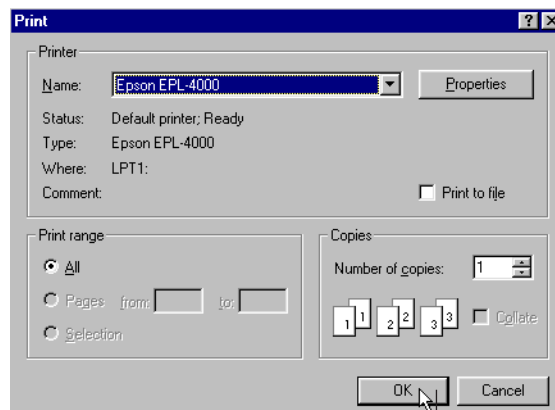 Print
Printer
Name: Epson EPL-4000 Properties
Status: Default printer; Ready
Type: Epson EPL-4000
Where: LPT1:
Comment: Print to file
Print range
All
Pages from: to:
Selection
Copies
Number of copies: 1
1 1 2 2 3 3 Collate
OK Cancel